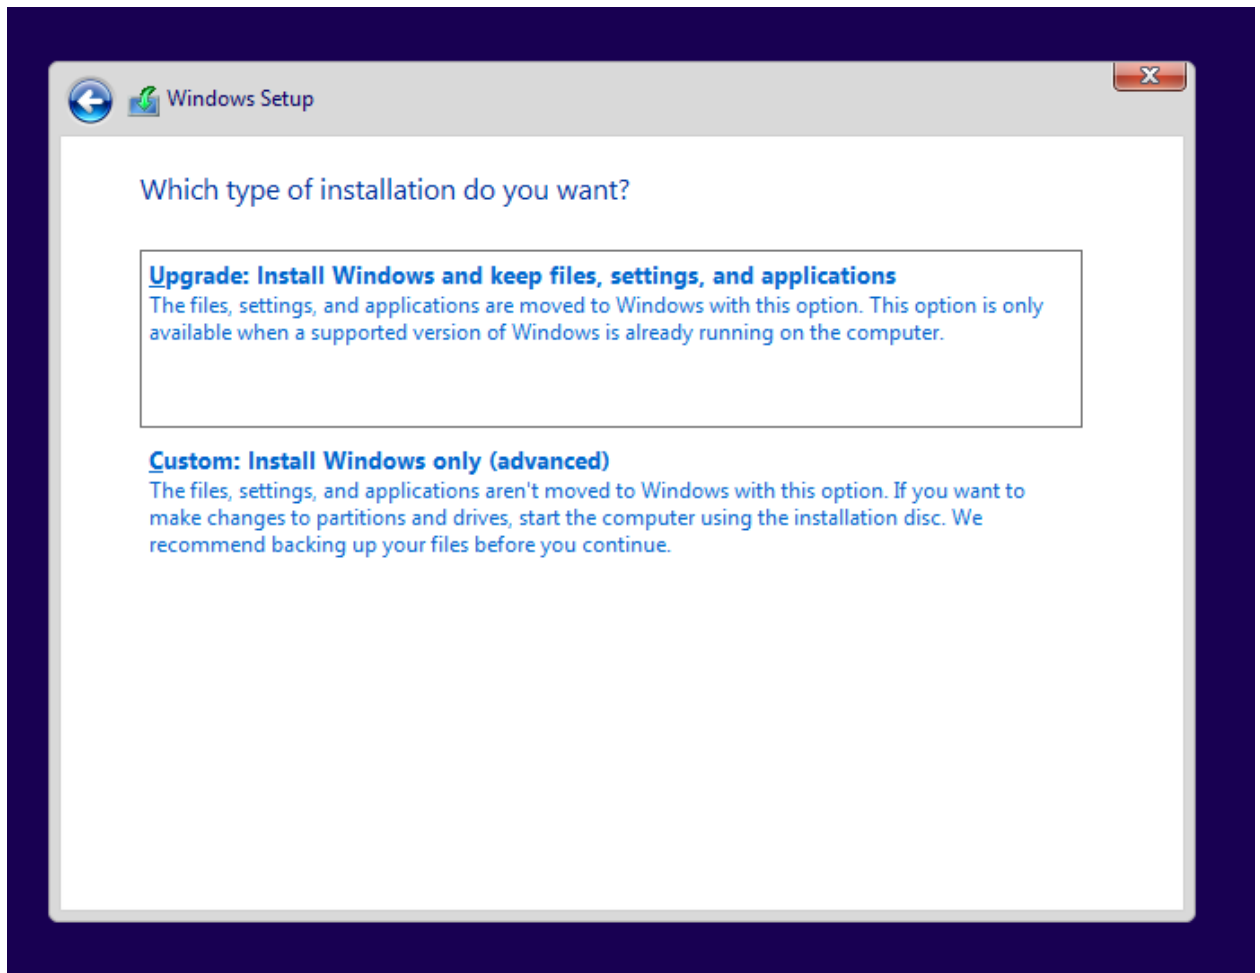 Windows Setup
X
Which type of installation do you want?
Upgrade: Install Windows and keep files, settings, and applications
The files, settings, and applications are moved to Windows with this option. This option is only
available when a supported version of Windows is already running on the computer.
Custom: Install Windows only (advanced)
The files, settings, and applications aren't moved to Windows with this option. If you want to
make changes to partitions and drives, start the computer using the installation disc. We
recommend backing up your files before you continue.